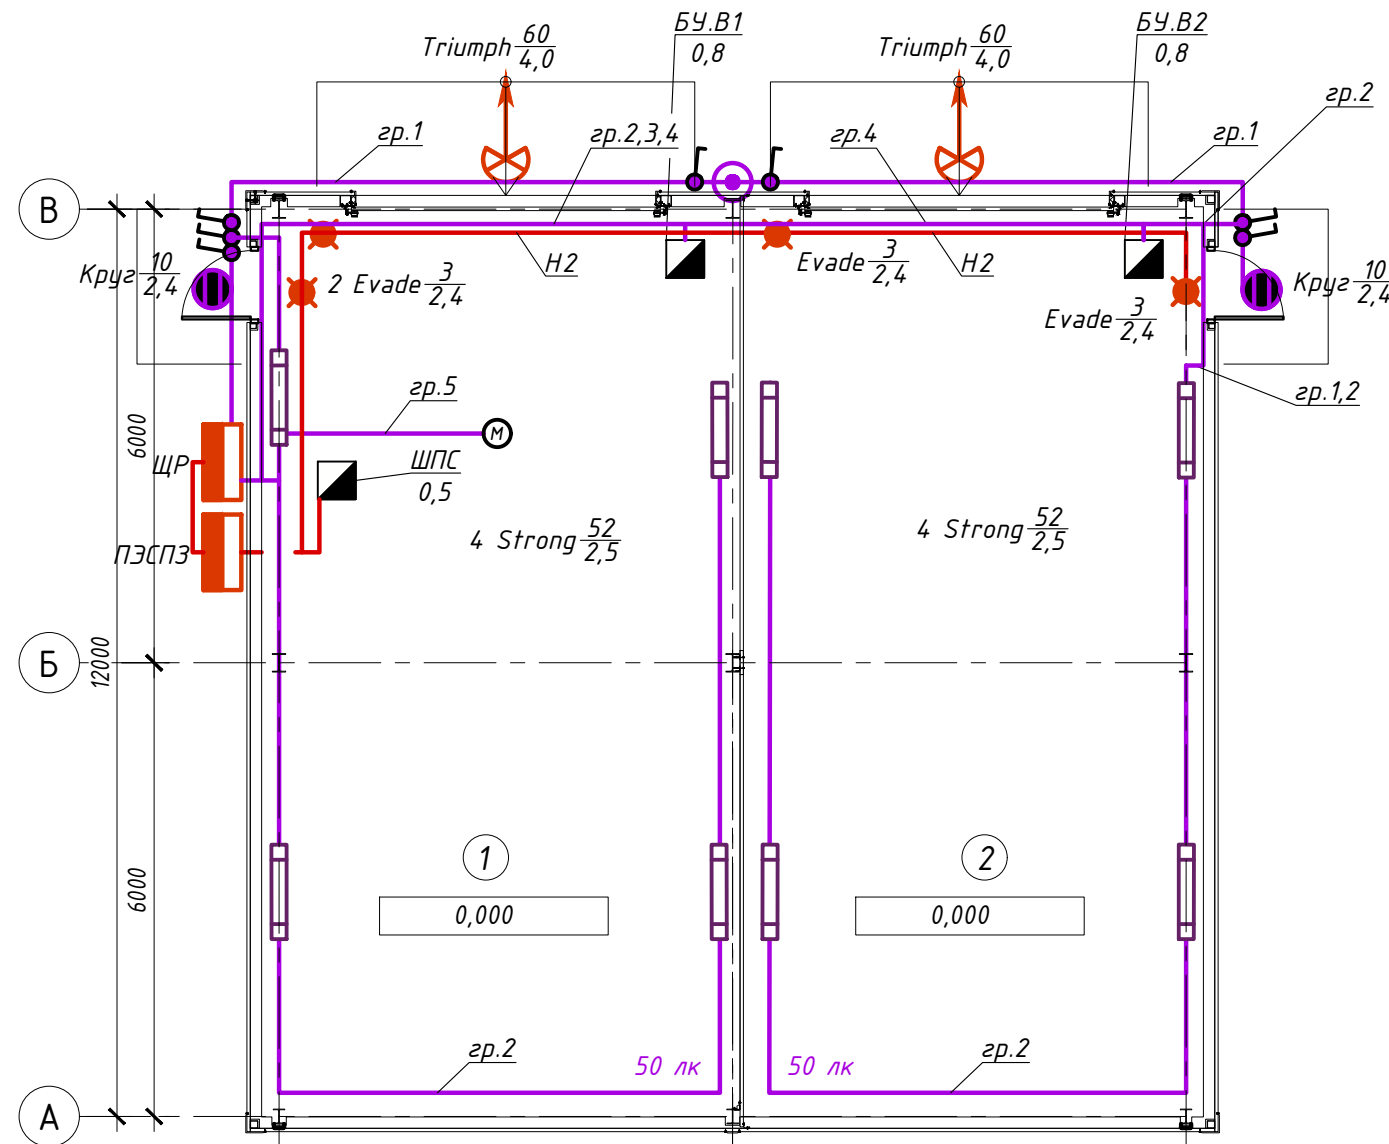 Triumph 60/4,0
БУ.В1
0,8
Triumph 60/4,0
БУ.В2
0,8
гр.2
гр.1
гр.2,3,4
гр.4
гр.1
В
Круг 10/2,4
2 Evade 3/2,4
Н2
Evade 3/2,4
Н2
Evade 3/2,4
Круг 10/2,4
гр.5
гр.1,2
6000
М
ЩР
ШПС
0,5
4 Strong 52/2,5
4 Strong 52/2,5
ПЭСПЗ
Б
12000
6000
1
2
0,000
0,000
гр.2
50 лк
50 лк
гр.2
А